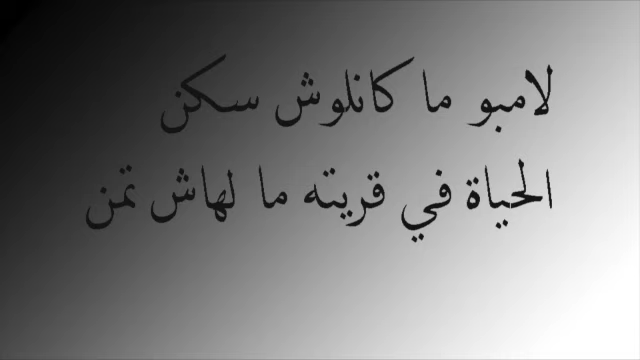 لامبو ما كانلوش سكن
الحياة في قريته ما لهاش تمن